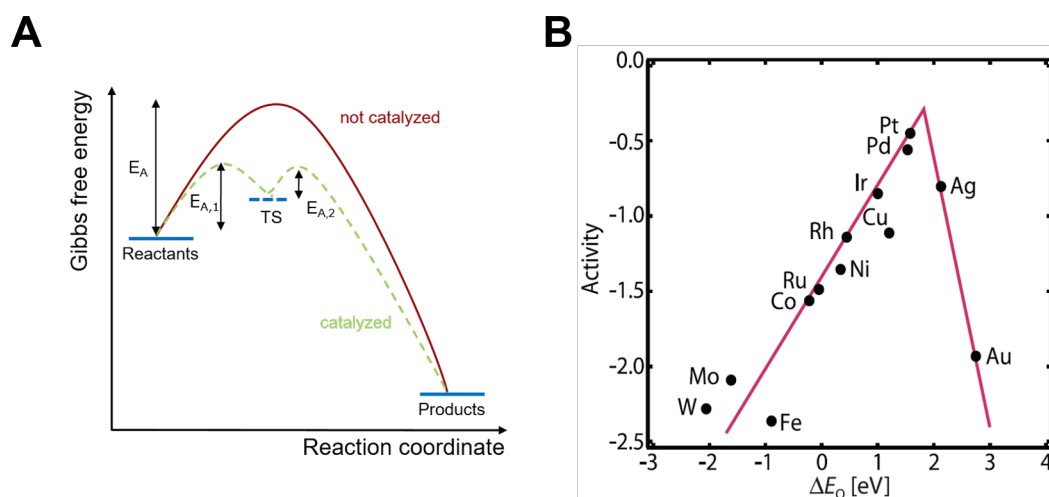 A
Gibbs free energy
E_A
E_A,1
TS
E_A,2
not catalyzed
Reactants
catalyzed
Products
Reaction coordinate
B
Activity
0.0
-0.5
-1.0
-1.5
-2.0
-2.5
Pt
Pd
Ir
Ag
Cu
Rh
Ni
Ru
Co
Au
Mo
W
Fe
-3 -2 -1 0 1 2 3 4
ΔE_O [eV]